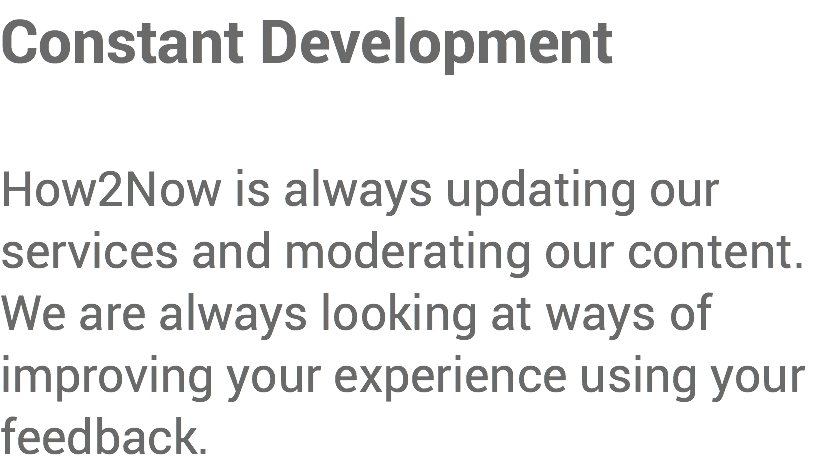 Constant Development
How2Now is always updating our
services and moderating our content.
We are always looking at ways of
improving your experience using your
feedback.